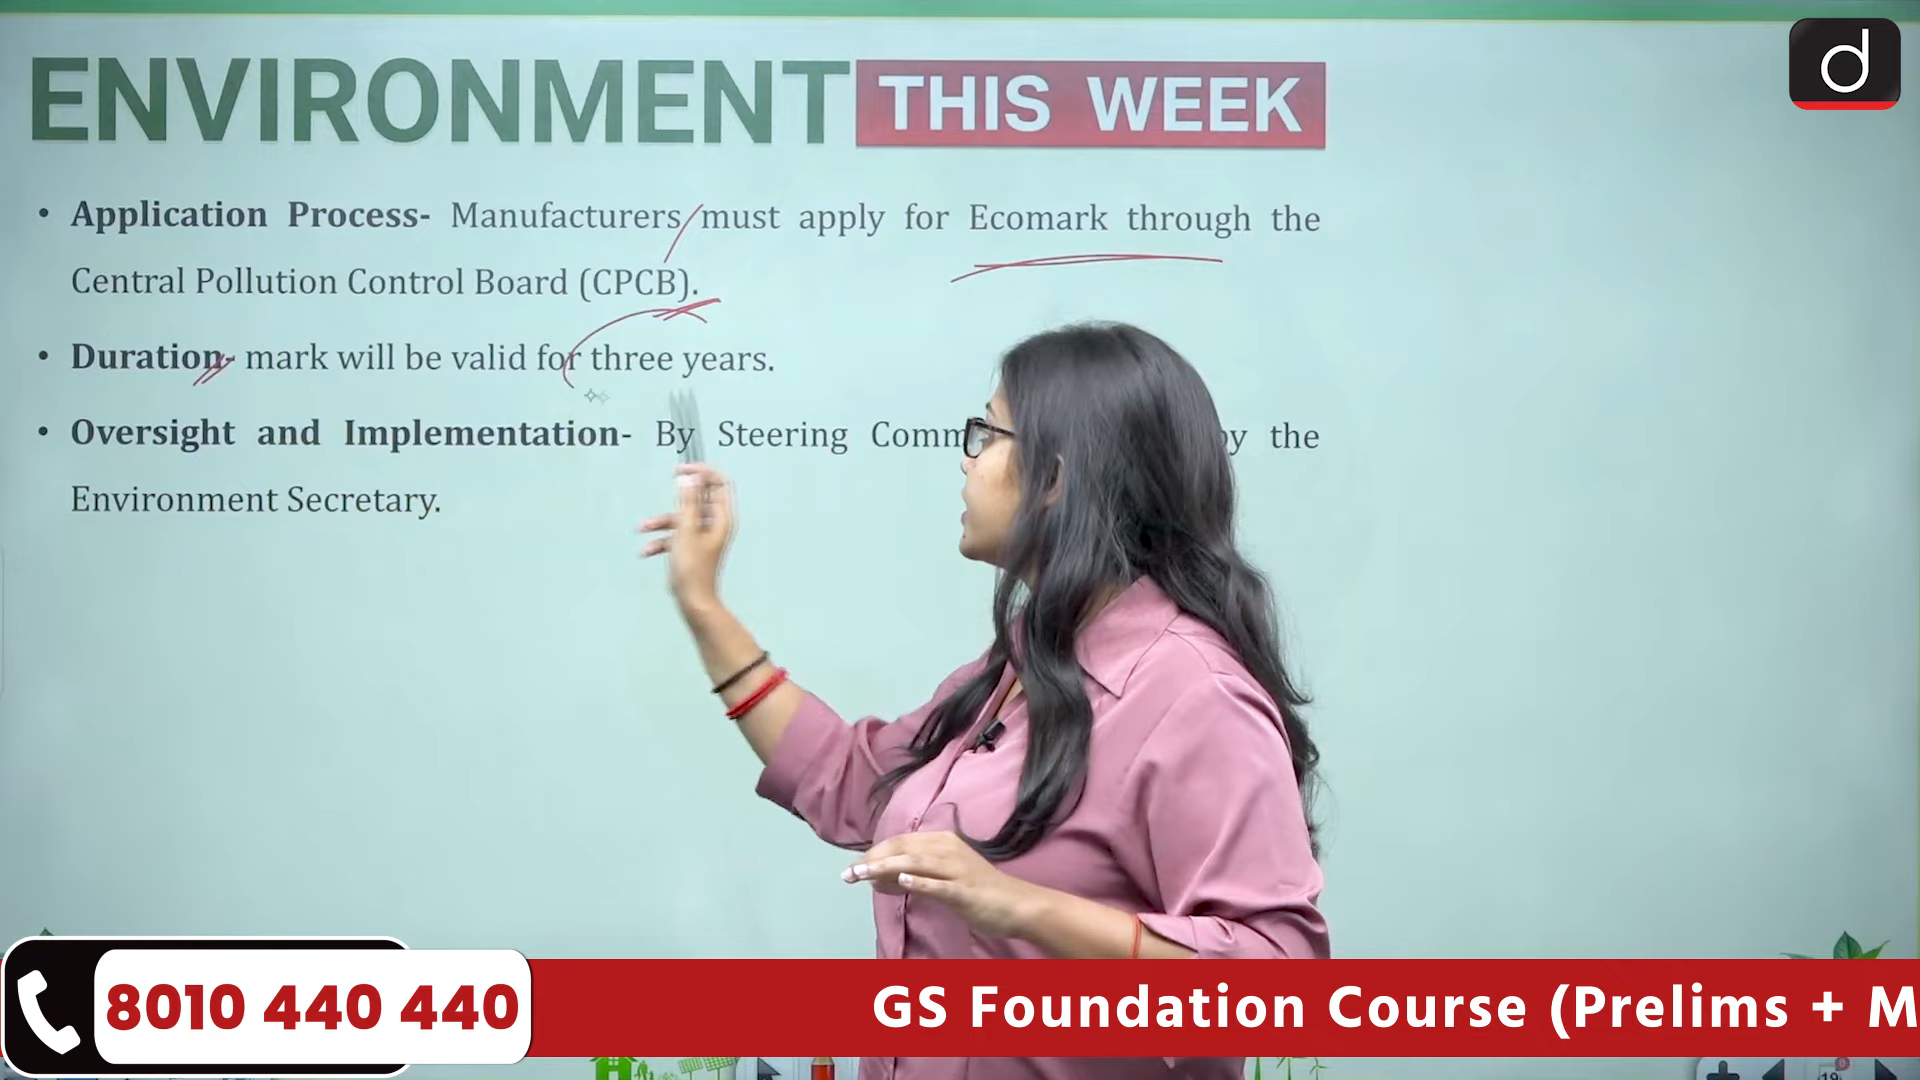 ENVIRONMENT THIS WEEK
d
• Application Process- Manufacturers must apply for Ecomark through the
Central Pollution Control Board (CPCB).
• Duration- mark will be valid for three years.
• Oversight and Implementation- By Steering Comm by the
Environment Secretary.
8010 440 440
GS Foundation Course (Prelims + M
19